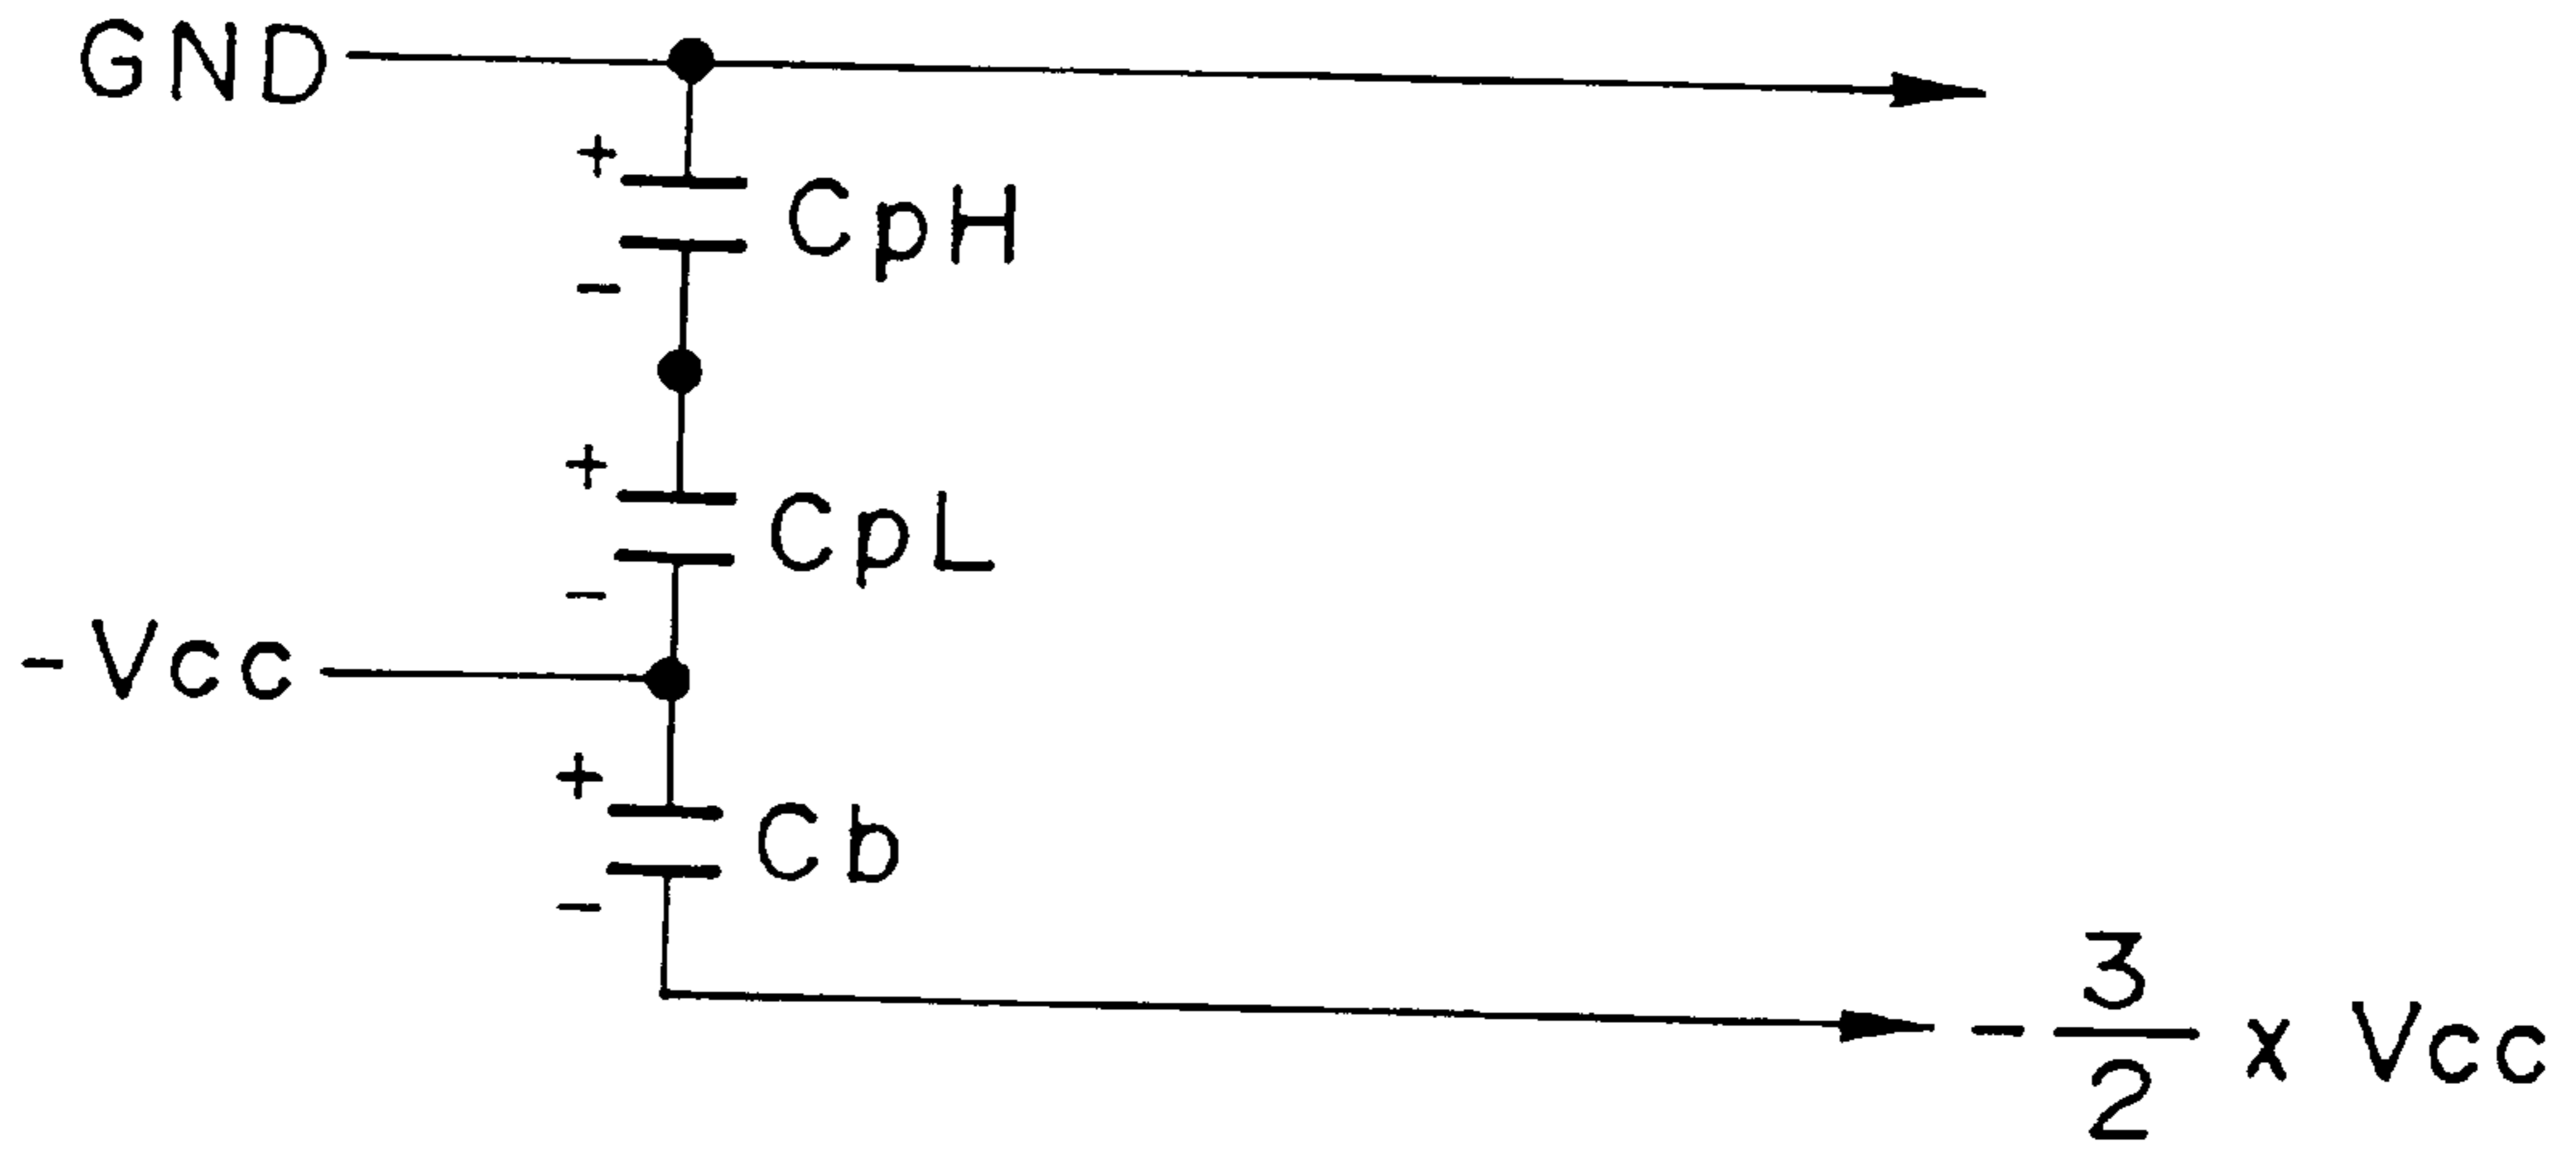 GND
+
CpH
-
+
CpL
-
-Vcc
+
Cb
-
- 3/2 x Vcc